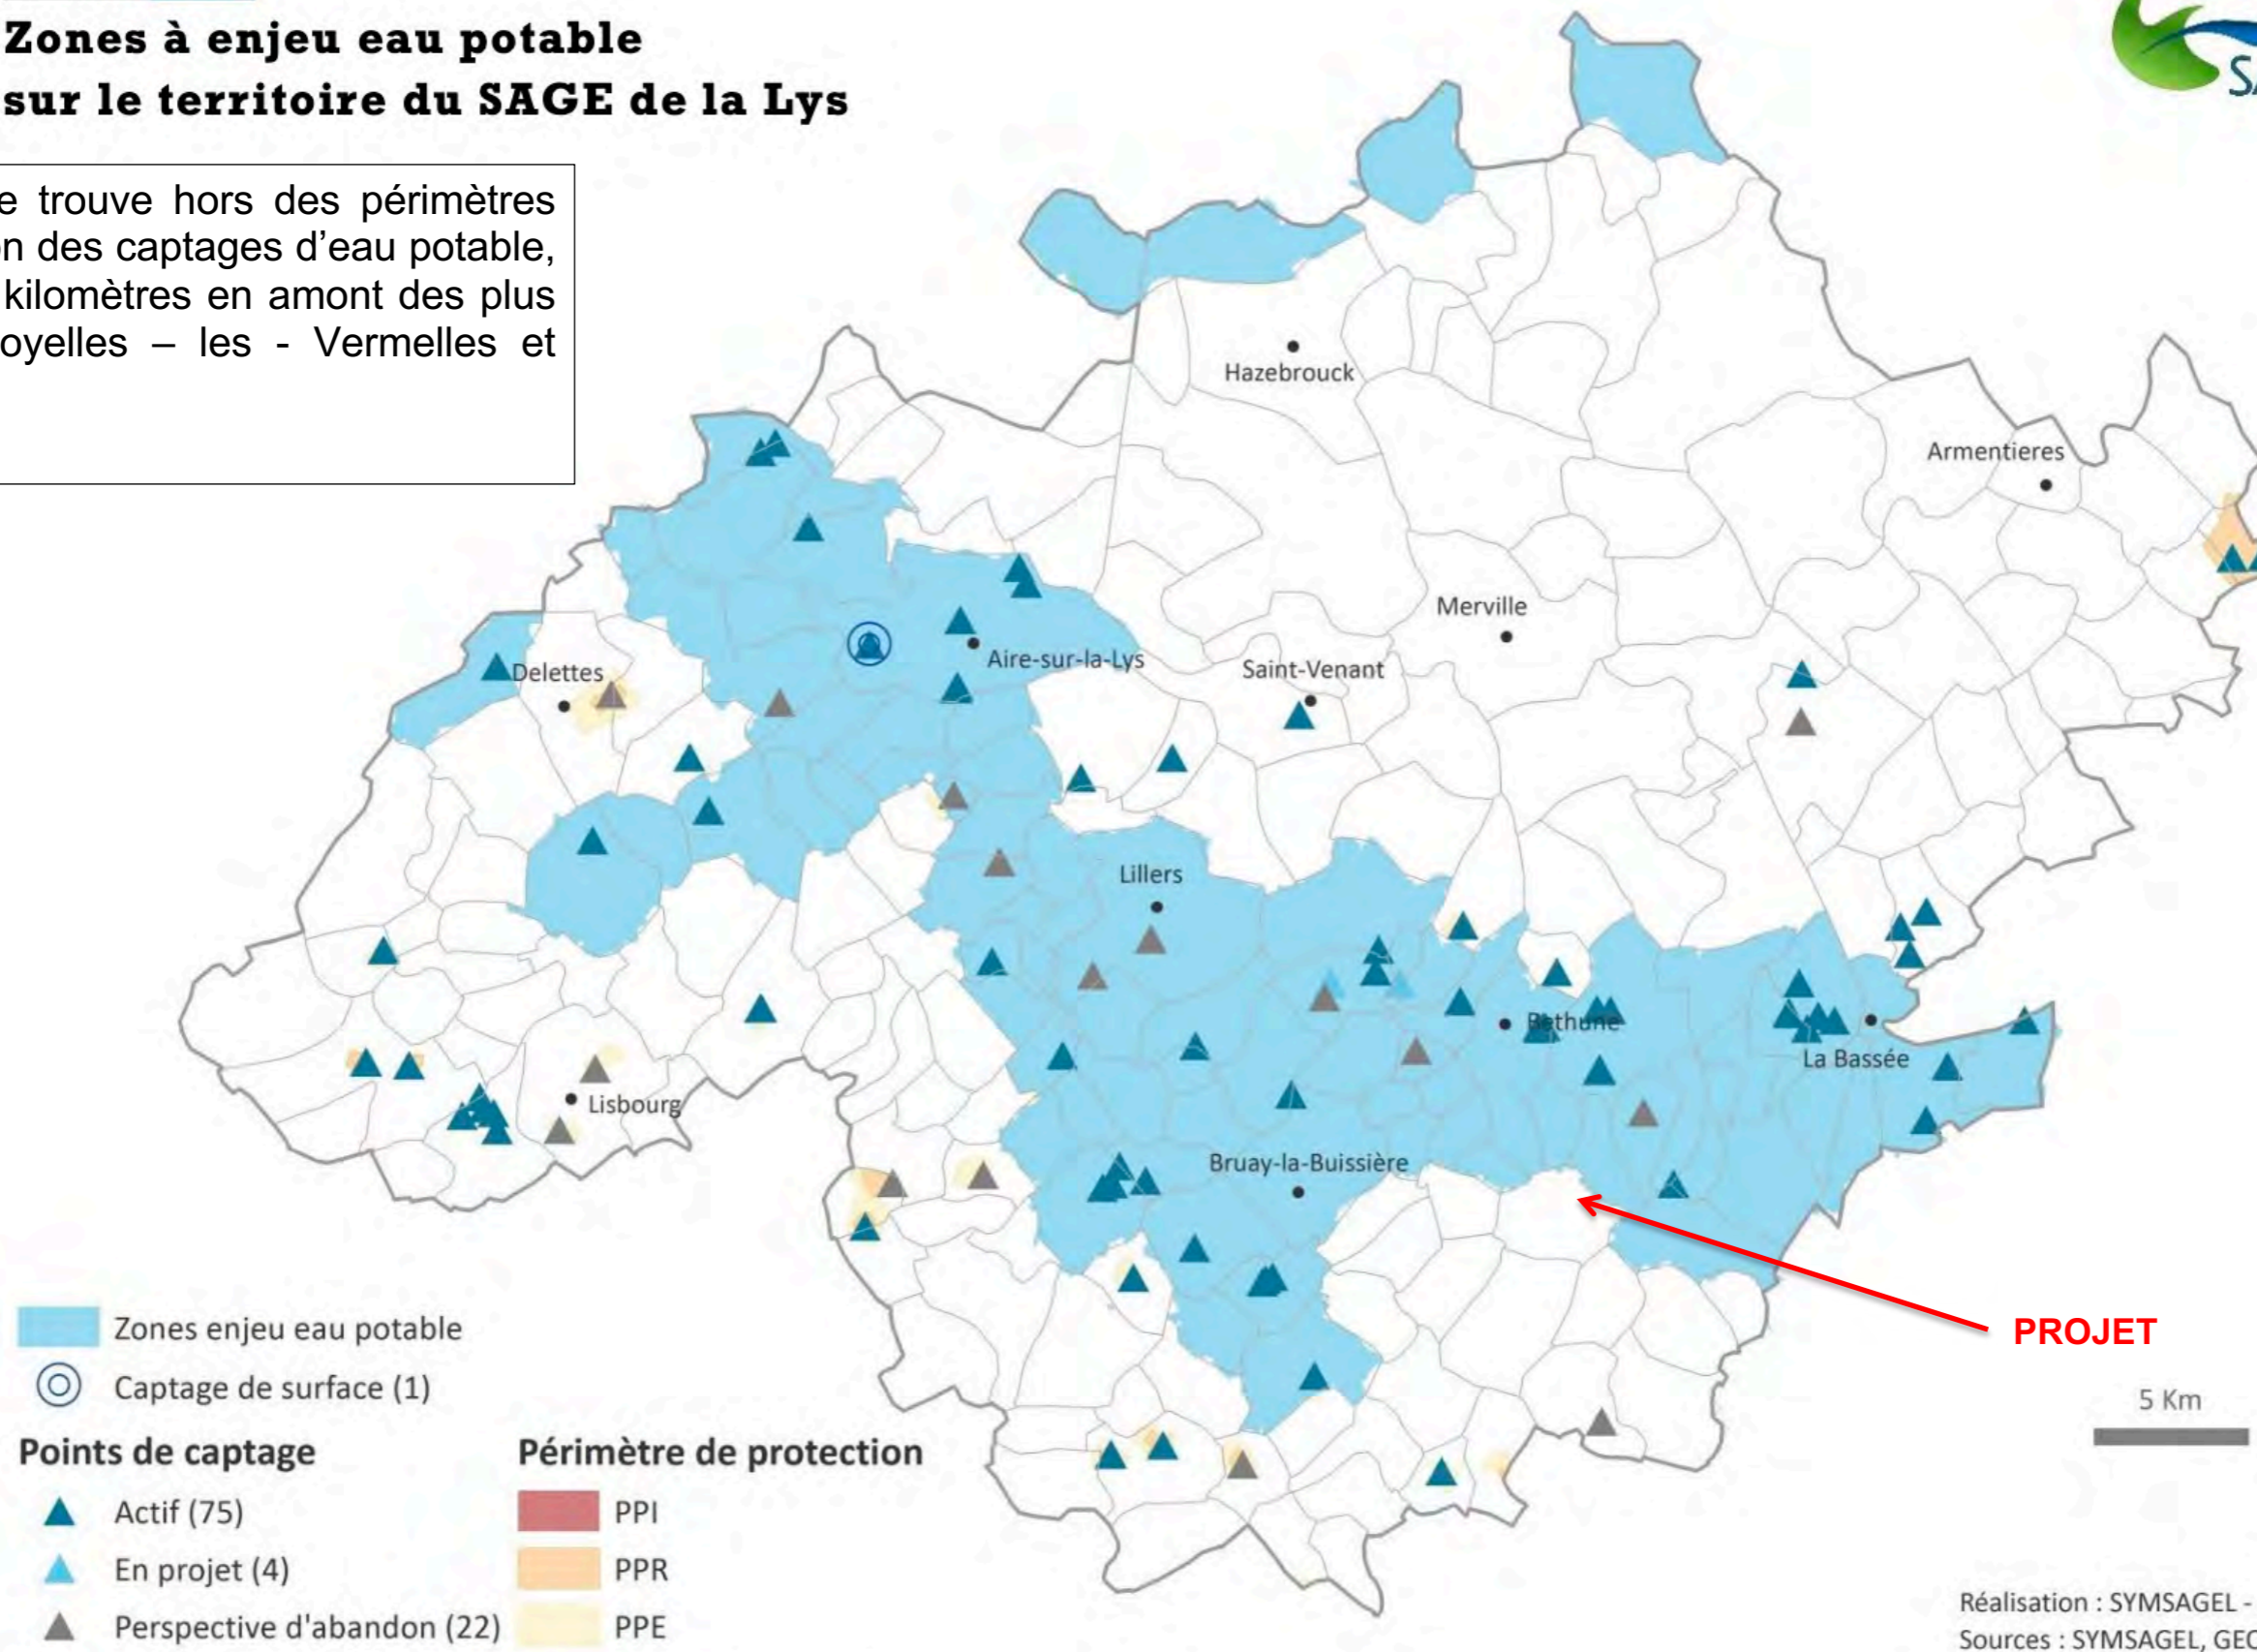 Zones à enjeu eau potable
sur le territoire du SAGE de la Lys
e trouve hors des périmètres
on des captages d’eau potable,
kilomètres en amont des plus
oyelles – les - Vermelles et
Hazebrouck
Armentieres
Merville
Aire-sur-la-Lys
Saint-Venant
Delettes
Lillers
Bethune
La Bassée
Lisbourg
Bruay-la-Buissière
PROJET
5 Km
Zones enjeu eau potable
Captage de surface (1)
Points de captage
Actif (75)
En projet (4)
Perspective d'abandon (22)
Périmètre de protection
PPI
PPR
PPE
Réalisation : SYMSAGEL -
Sources : SYMSAGEL,